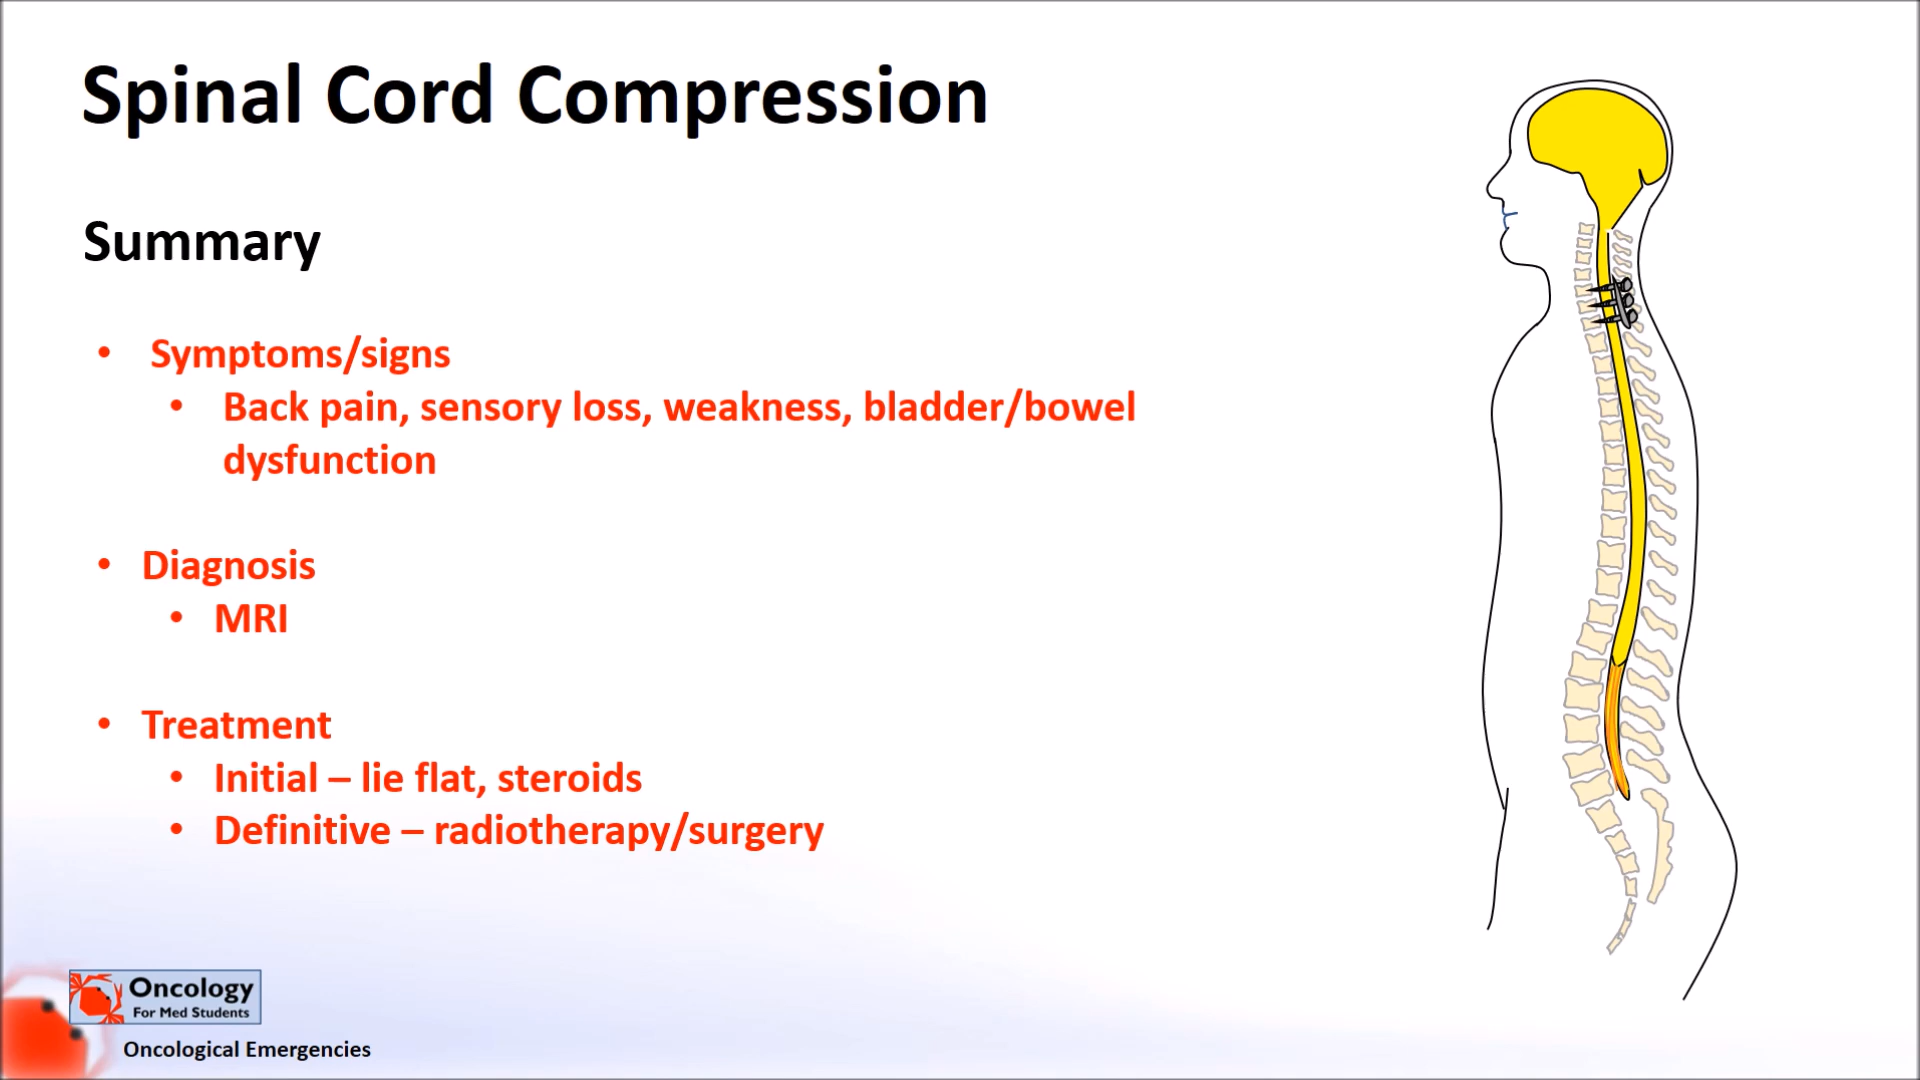 Spinal Cord Compression
Summary
• Symptoms/signs
• Back pain, sensory loss, weakness, bladder/bowel
dysfunction
• Diagnosis
• MRI
• Treatment
• Initial – lie flat, steroids
• Definitive – radiotherapy/surgery
Oncology
For Med Students
Oncological Emergencies